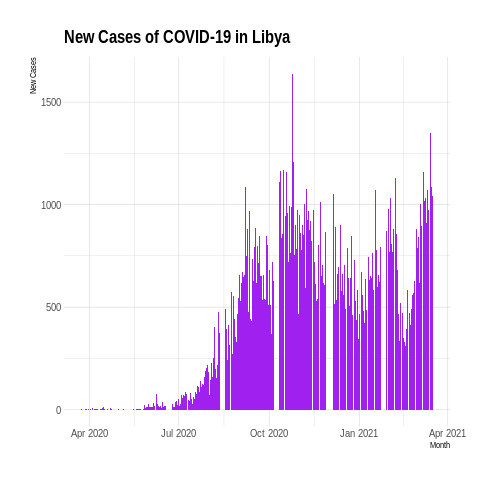 New Cases of COVID-19 in Libya
New Cases
1500
1000
500
0
Apr 2020
Jul 2020
Oct 2020
Jan 2021
Apr 2021
Month